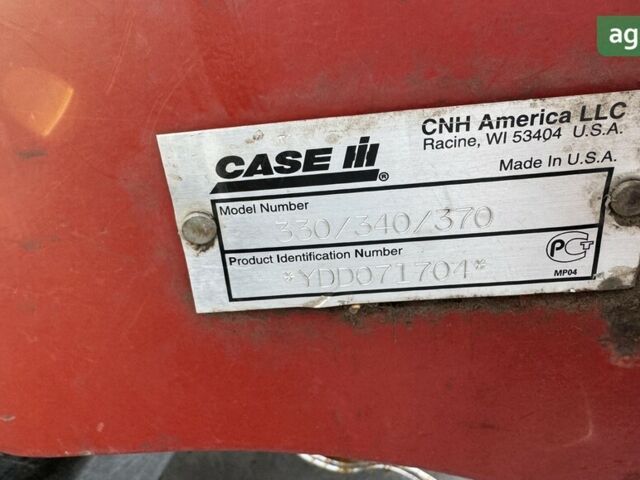 ag
CNH America LLC
Racine, WI 53404 U.S.A.
CASE IH ®
Made In U.S.A.
Model Number
330/340/370
Product Identification Number
*YDD071704*
PCT
MP04